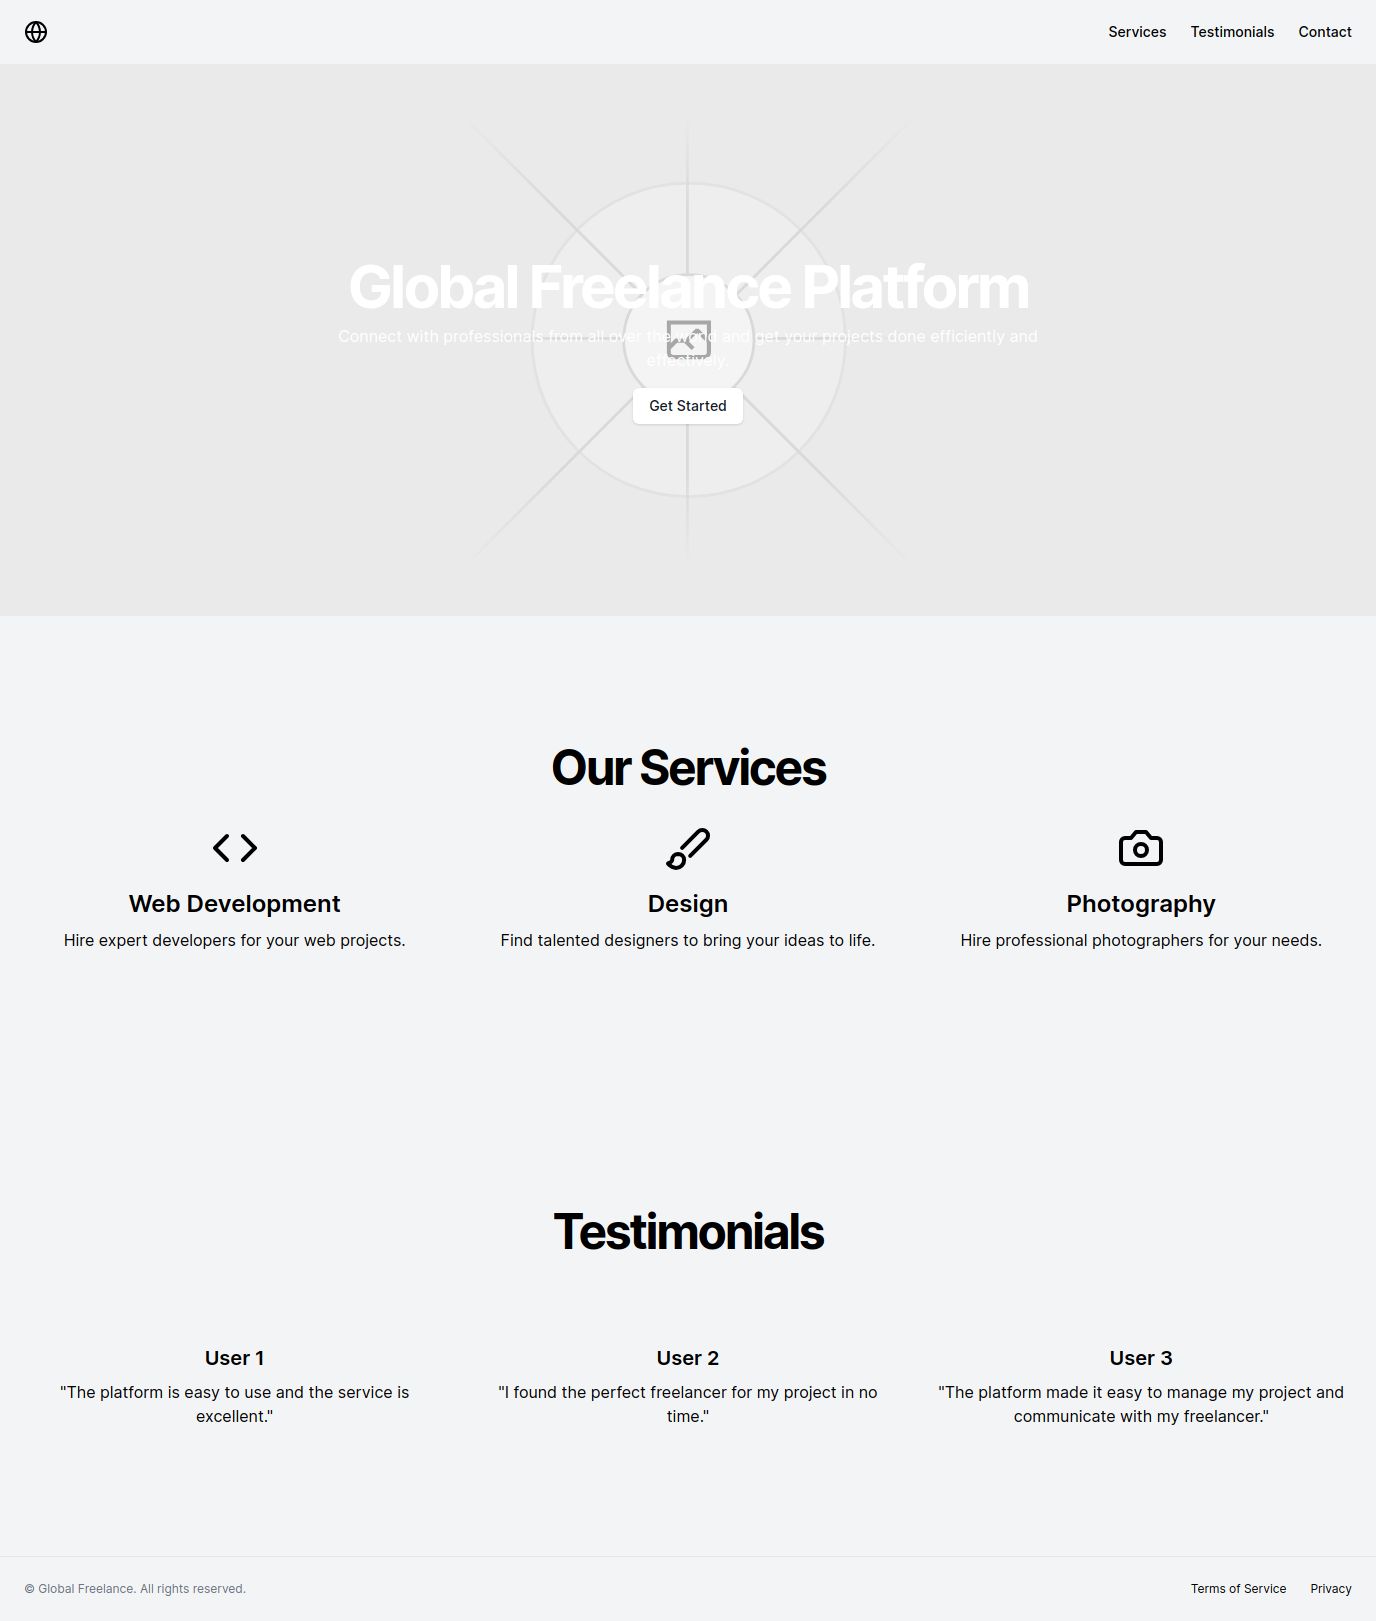 Services
Testimonials
Contact
Global Freelance Platform
Connect with professionals from all over the world and get your projects done efficiently and
effectively.
Get Started
Our Services
Web Development
Design
Photography
Hire expert developers for your web projects.
Find talented designers to bring your ideas to life.
Hire professional photographers for your needs.
Testimonials
User 1
"The platform is easy to use and the service is
excellent."
User 2
"I found the perfect freelancer for my project in no
time."
User 3
"The platform made it easy to manage my project and
communicate with my freelancer."
© Global Freelance. All rights reserved.
Terms of Service
Privacy